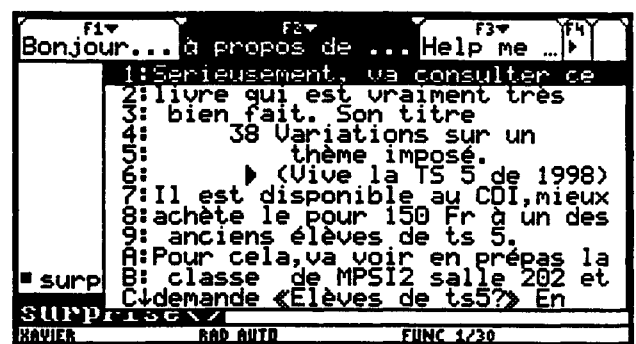 F1 F2 F3 F4
Bonjour... à propos de ... Help me ...
1:Serieusement, va consulter ce
2:livre qui est vraiment très
3: bien fait. Son titre
4: 38 Variations sur un
5: thème imposé.
6: (Vive la TS 5 de 1998)
7:Il est disponible au CDI,mieux
8:achète le pour 150 Fr à un des
9: anciens élèves de ts 5.
A:Pour cela,va voir en prépas la
B: classe de MPSI2 salle 202 et
C↓demande «Elèves de ts5?» En
surp
surprise()
XAVIER RAD AUTO FUNC 1/30